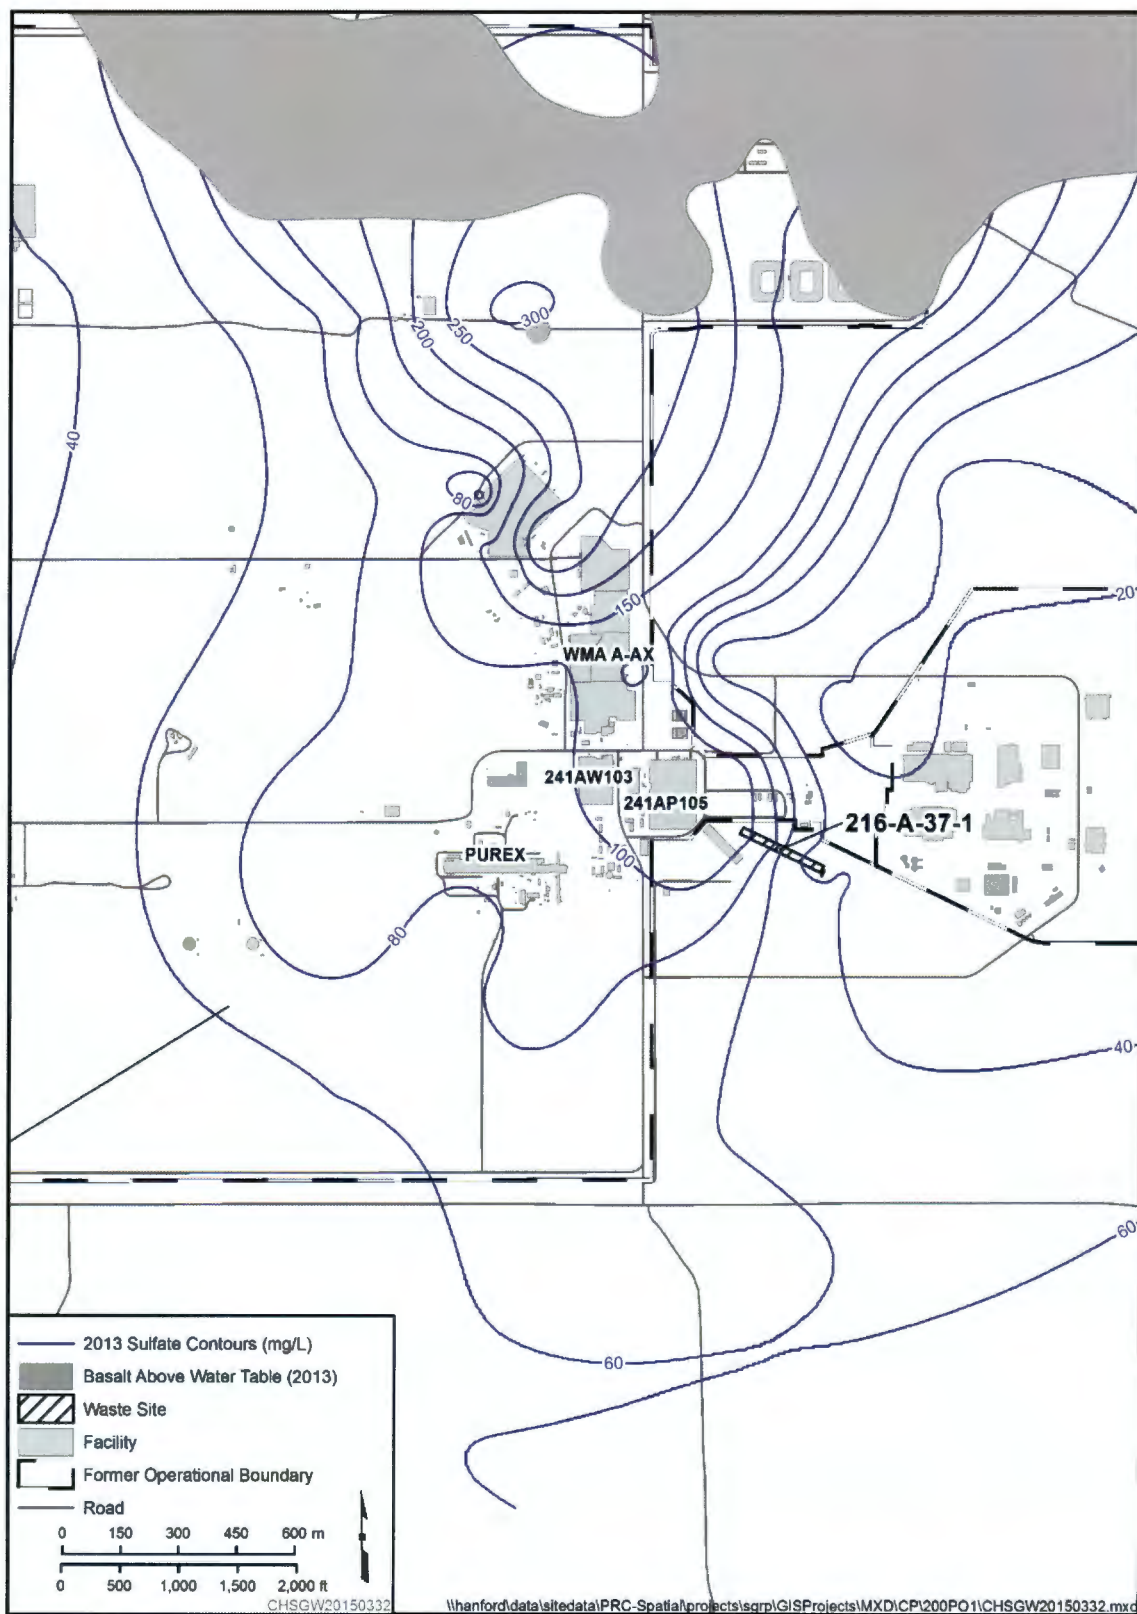 300
250
200
40
80
150
20
WMA A-AX
241AW103
241AP105
216-A-37-1
100
PUREX
80
40
60
60
2013 Sulfate Contours (mg/L)
Basalt Above Water Table (2013)
Waste Site
Facility
Former Operational Boundary
Road
0 150 300 450 600 m
0 500 1,000 1,500 2,000 ft
CHSGW20150332
\\hanford\data\sitedata\PRC-Spatial\projects\sgrp\GISProjects\MXD\CP\200PO1\CHSGW20150332.mxd